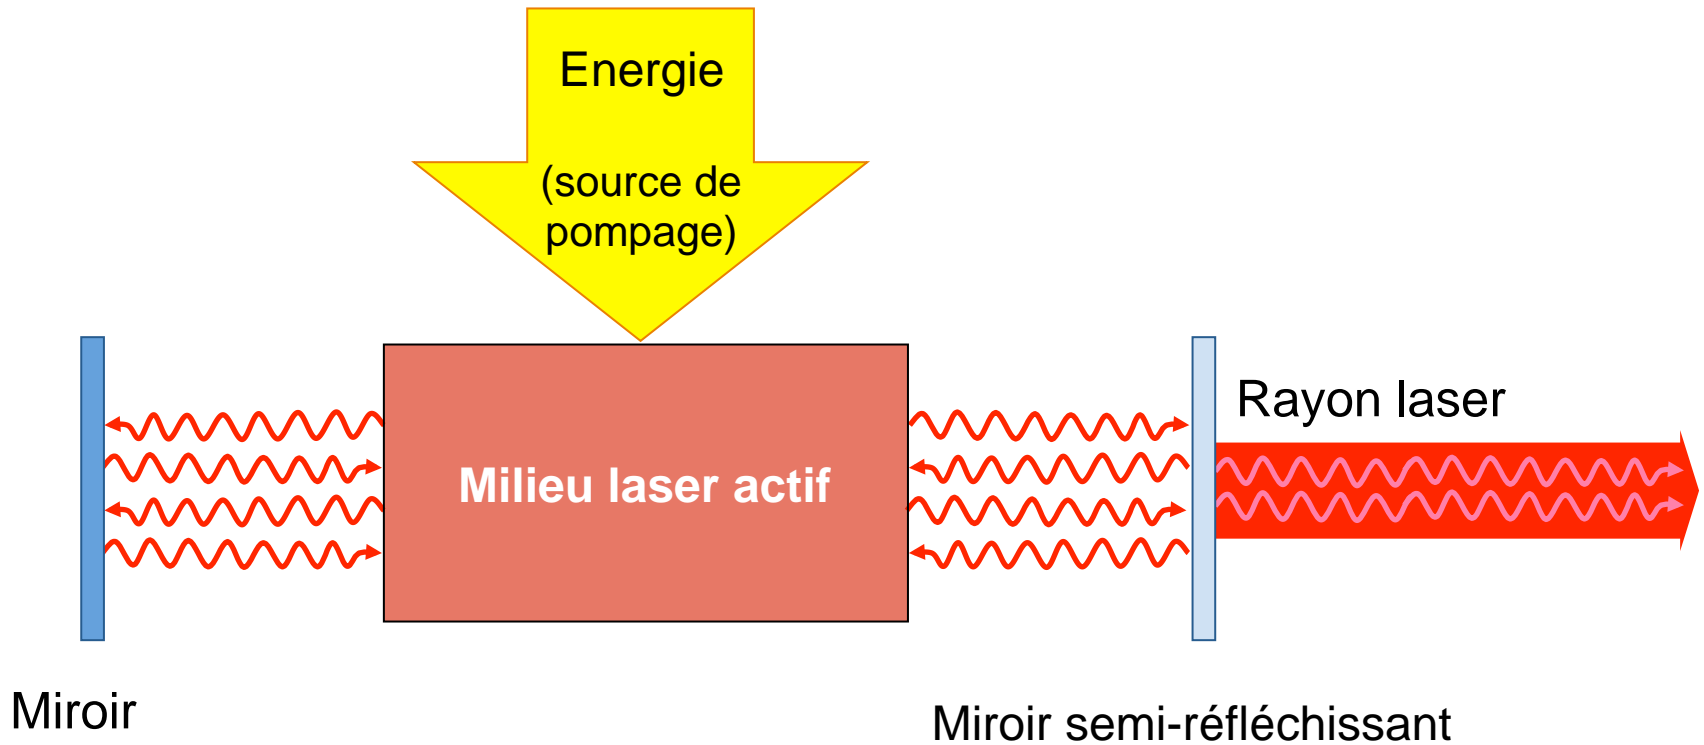 Energie
(source de
pompage)
Rayon laser
Milieu laser actif
Miroir
Miroir semi-réfléchissant